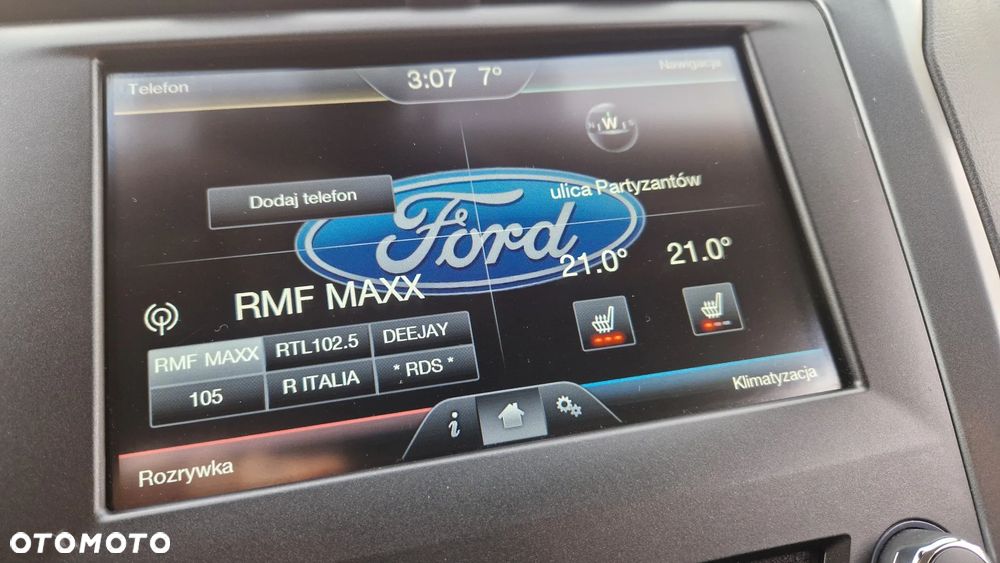 Telefon
3:07 7°
Nawigacja
N W S
Dodaj telefon
Ford
ulica Partyzantów
21.0° 21.0°
RMF MAXX
RMF MAXX RTL102.5 DEEJAY
105 R ITALIA * RDS *
i
Klimatyzacja
Rozrywka
OTOMOTO